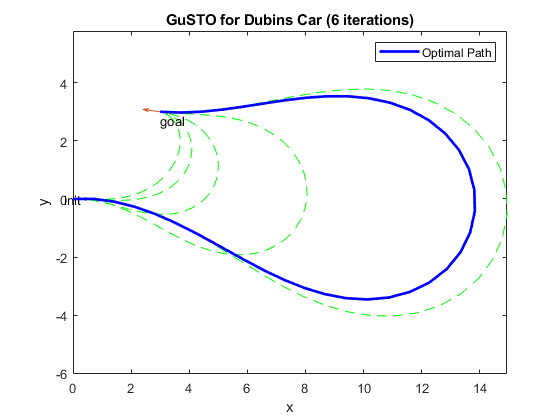 GuSTO for Dubins Car (6 iterations)
Optimal Path
4
goal
2
y
0
init
-2
-4
-6
0 2 4 6 8 10 12 14
x